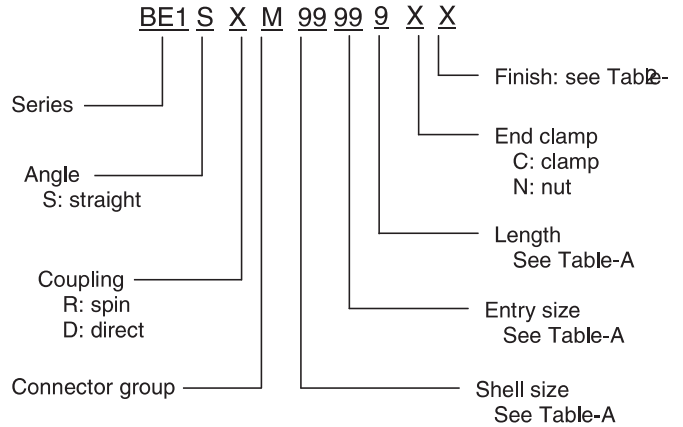 BE1 S X M 99 99 9 X X
Finish: see Table-2
Series
End clamp
C: clamp
N: nut
Angle
S: straight
Length
See Table-A
Coupling
R: spin
D: direct
Entry size
See Table-A
Connector group
Shell size
See Table-A